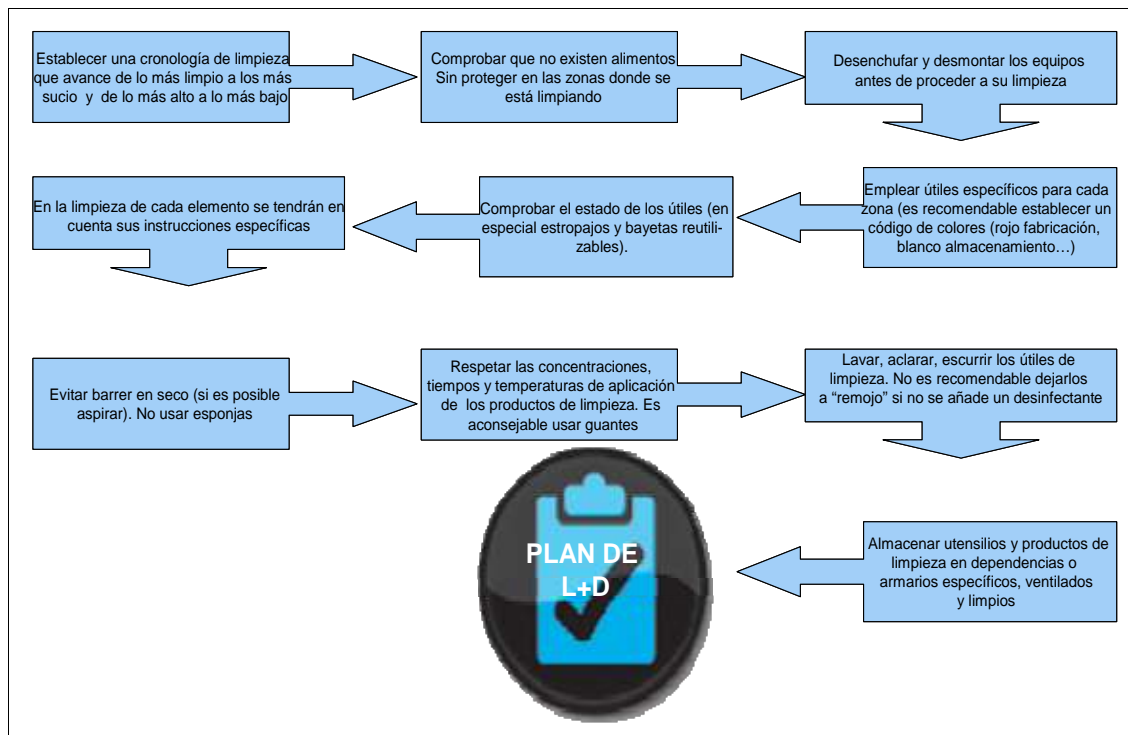 Establecer una cronología de limpieza
que avance de lo más limpio a los más
sucio y de lo más alto a lo más bajo
Comprobar que no existen alimentos
Sin proteger en las zonas donde se
está limpiando
Desenchufar y desmontar los equipos
antes de proceder a su limpieza
Emplear útiles específicos para cada
zona (es recomendable establecer un
código de colores (rojo fabricación,
blanco almacenamiento…)
Comprobar el estado de los útiles (en
especial estropajos y bayetas reutili-
zables).
En la limpieza de cada elemento se tendrán en
cuenta sus instrucciones específicas
Evitar barrer en seco (si es posible
aspirar). No usar esponjas
Respetar las concentraciones,
tiempos y temperaturas de aplicación
de los productos de limpieza. Es
aconsejable usar guantes
Lavar, aclarar, escurrir los útiles de
limpieza. No es recomendable dejarlos
a “remojo” si no se añade un desinfectante
Almacenar utensilios y productos de
limpieza en dependencias o
armarios específicos, ventilados
y limpios
PLAN DE
L+D